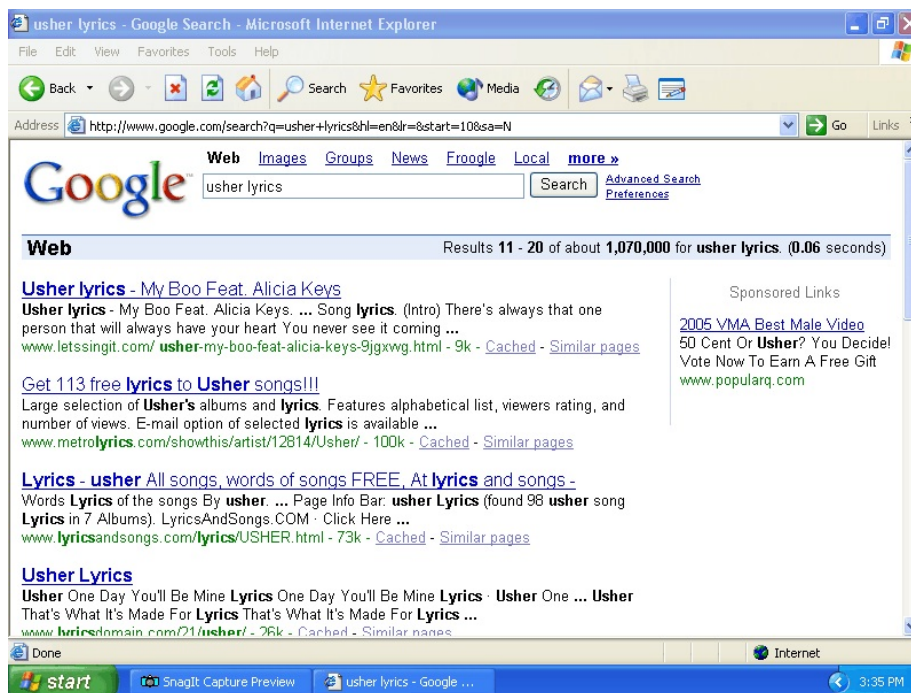 usher lyrics - Google Search - Microsoft Internet Explorer
File Edit View Favorites Tools Help
Back Search Favorites Media
Address http://www.google.com/search?q=usher+lyrics&hl=en&lr=&start=10&sa=N Go Links
Web Images Groups News Froogle Local more »
Google
usher lyrics Search Advanced Search
Preferences
Web Results 11 - 20 of about 1,070,000 for usher lyrics. (0.06 seconds)
Usher lyrics - My Boo Feat. Alicia Keys
Usher lyrics - My Boo Feat. Alicia Keys. ... Song lyrics. (Intro) There's always that one
person that will always have your heart You never see it coming ...
www.letssingit.com/ usher-my-boo-feat-alicia-keys-9jgxwg.html - 9k - Cached - Similar pages
Get 113 free lyrics to Usher songs!!!
Large selection of Usher's albums and lyrics. Features alphabetical list, viewers rating, and
number of views. E-mail option of selected lyrics is available ...
www.metrolyrics.com/showthis/artist/12814/Usher/ - 100k - Cached - Similar pages
Lyrics - usher All songs, words of songs FREE, At lyrics and songs -
Words Lyrics of the songs By usher. ... Page Info Bar: usher Lyrics (found 98 usher song
Lyrics in 7 Albums). LyricsAndSongs.COM · Click Here ...
www.lyricsandsongs.com/lyrics/USHER.html - 73k - Cached - Similar pages
Usher Lyrics
Usher One Day You'll Be Mine Lyrics One Day You'll Be Mine Lyrics · Usher One ... Usher
That's What It's Made For Lyrics That's What It's Made For Lyrics ...
www.lyricsdomain.com/21/usher/ - 26k - Cached - Similar pages
Sponsored Links
2005 VMA Best Male Video
50 Cent Or Usher? You Decide!
Vote Now To Earn A Free Gift
www.popularq.com
Done Internet
start SnagIt Capture Preview usher lyrics - Google ... 3:35 PM